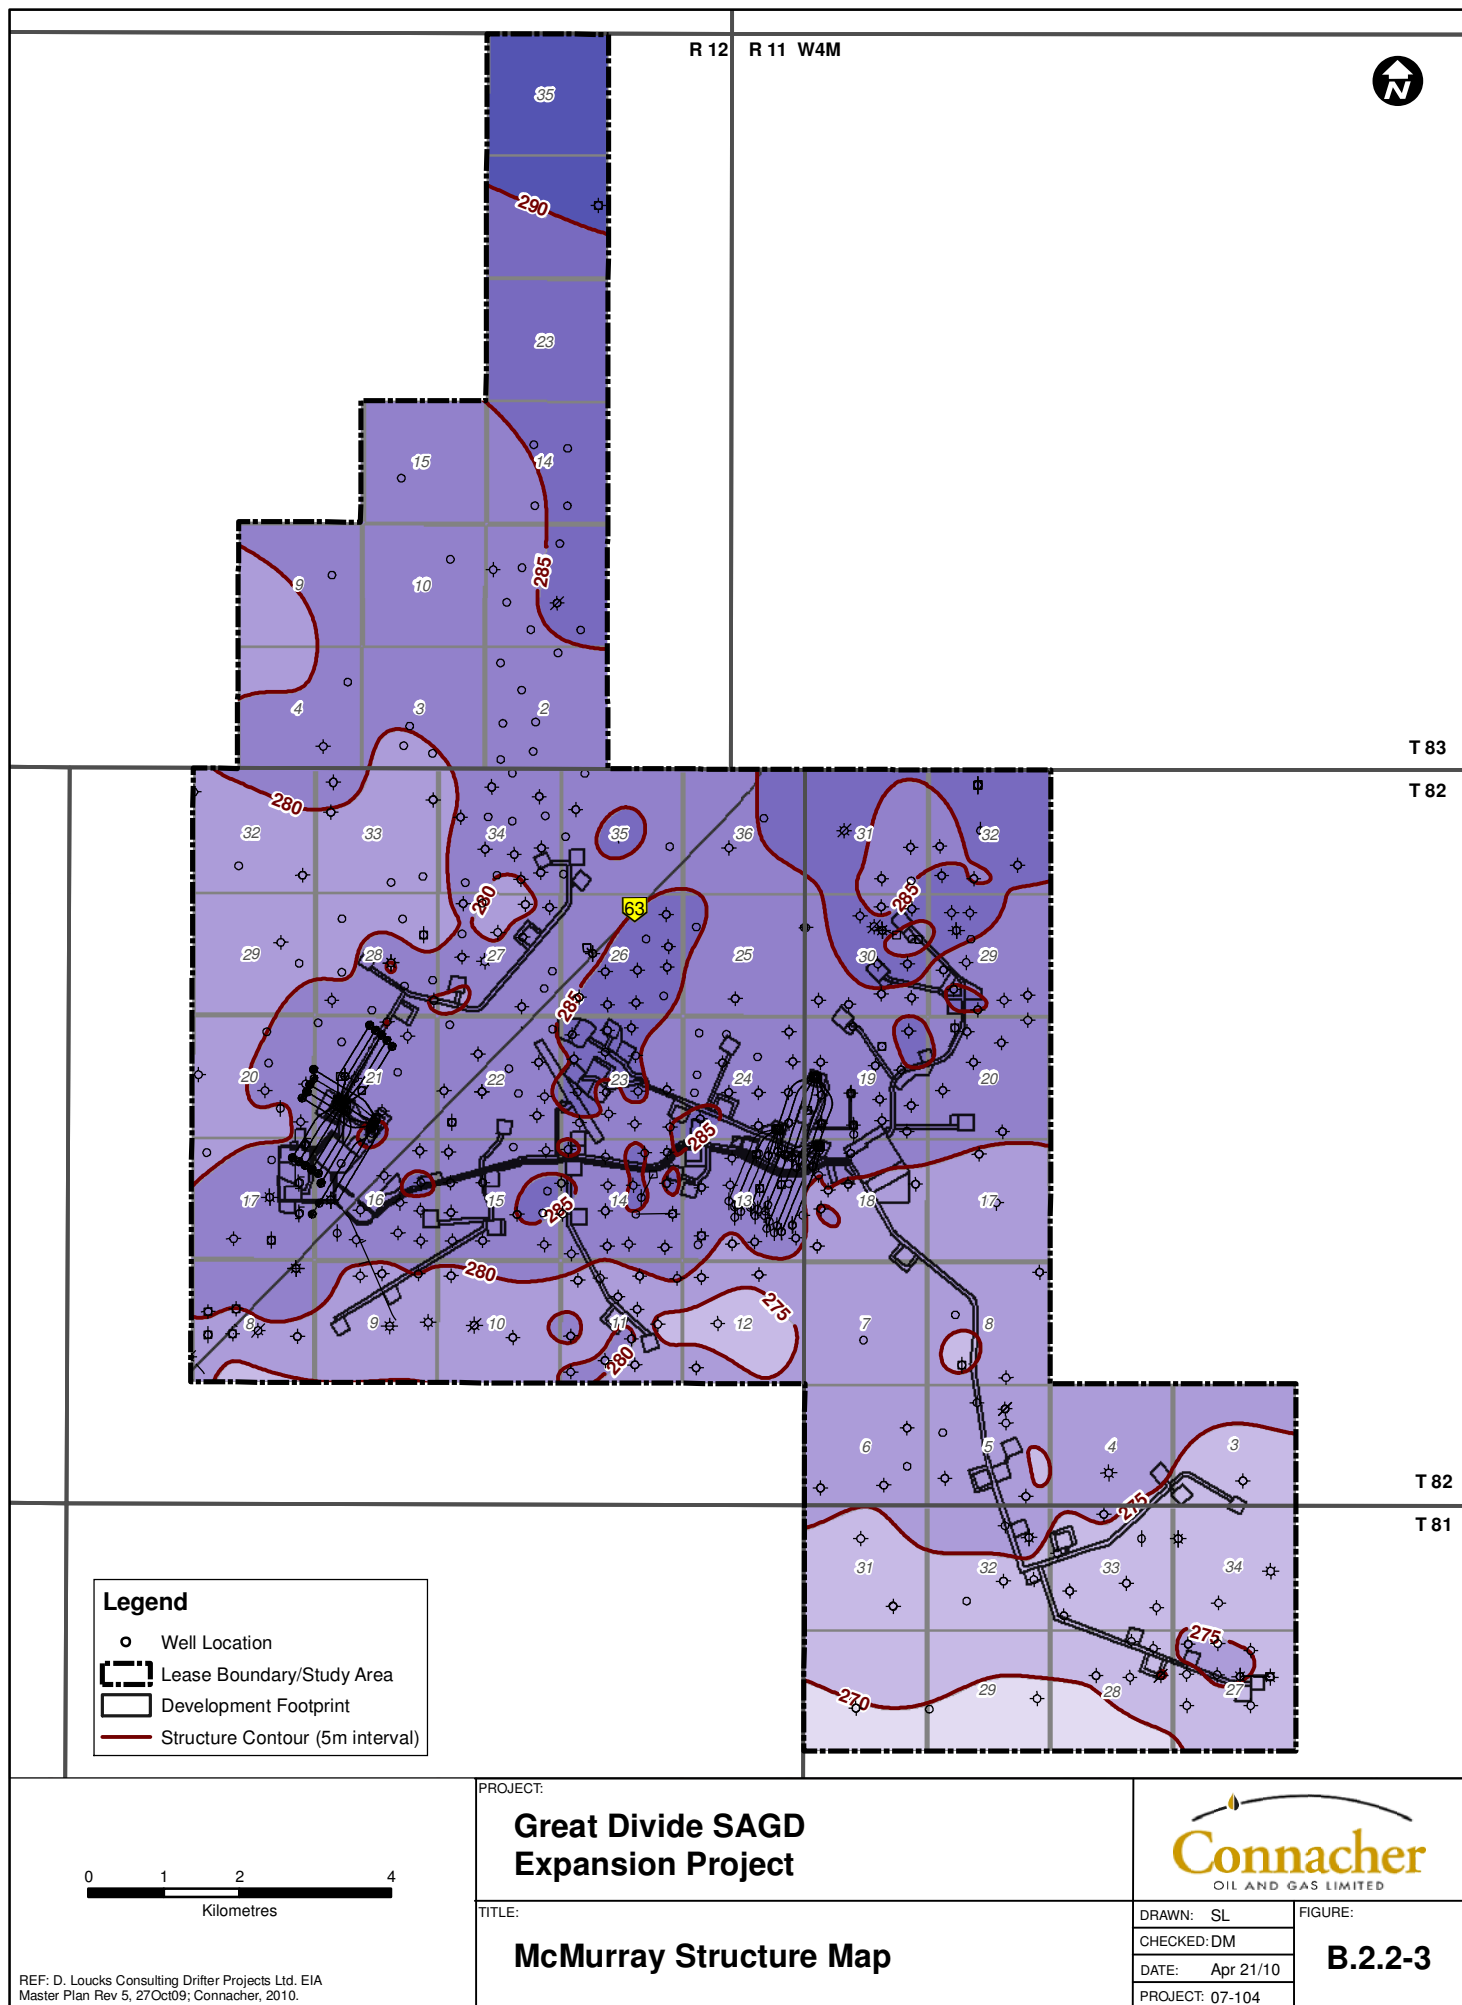 R 12 R 11 W4M
N
35
290
23
15
14
9
10
285
4
3
2
T 83
T 82
280
32
33
34
35
36
31
32
280
285
63
29
28
27
26
25
30
29
285
20
21
22
23
24
19
20
285
17
16
15
14
13
18
17
285
280
275
8
9
10
11
12
7
8
280
6
5
4
3
275
T 82
T 81
31
32
33
34
275
270
29
28
27
Legend
Well Location
Lease Boundary/Study Area
Development Footprint
Structure Contour (5m interval)
0 1 2 4
Kilometres
REF: D. Loucks Consulting Drifter Projects Ltd. EIA
Master Plan Rev 5, 27Oct09; Connacher, 2010.
PROJECT:
Great Divide SAGD
Expansion Project
TITLE:
McMurray Structure Map
Connacher
OIL AND GAS LIMITED
DRAWN: SL
CHECKED: DM
DATE: Apr 21/10
PROJECT: 07-104
FIGURE:
B.2.2-3